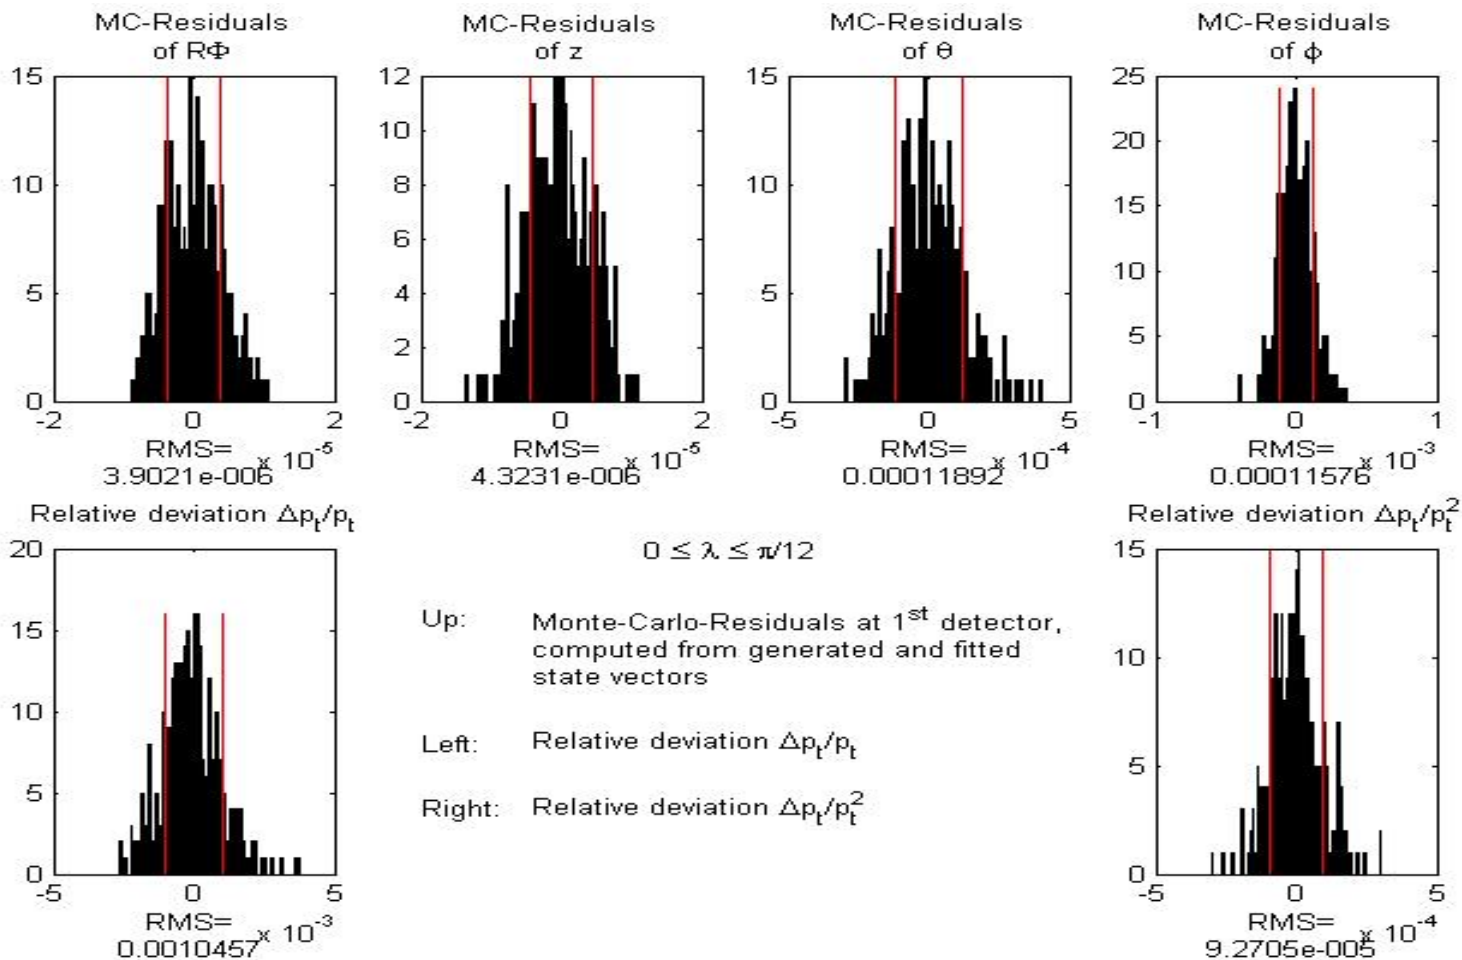 MC-Residuals
of RΦ
MC-Residuals
of z
MC-Residuals
of θ
MC-Residuals
of ϕ
15
10
5
0
-2
0
2
RMS=
x 10^-5
3.9021e-006
12
10
8
6
4
2
0
-2
0
2
RMS=
x 10^-5
4.3231e-006
15
10
5
0
-5
0
5
RMS=
x 10^-4
0.00011892
25
20
15
10
5
0
-1
0
1
RMS=
x 10^-3
0.00011576
Relative deviation Δp_t/p_t
20
15
10
5
0
-5
0
5
RMS=
x 10^-3
0.0010457
0 ≤ λ ≤ π/12
Up: Monte-Carlo-Residuals at 1^st detector,
computed from generated and fitted
state vectors
Left: Relative deviation Δp_t/p_t
Right: Relative deviation Δp_t/p_t^2
Relative deviation Δp_t/p_t^2
15
10
5
0
-5
0
5
RMS=
x 10^-4
9.2705e-005